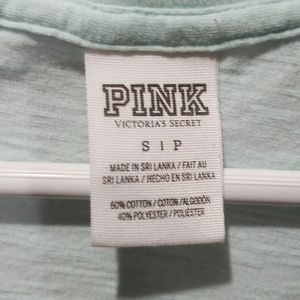 PINK
VICTORIA'S SECRET
S | P
MADE IN SRI LANKA / FAIT AU
SRI LANKA / HECHO EN SRI LANKA
60% COTTON / COTON /ALGODÓN
40% POLYESTER / POLIÉSTER